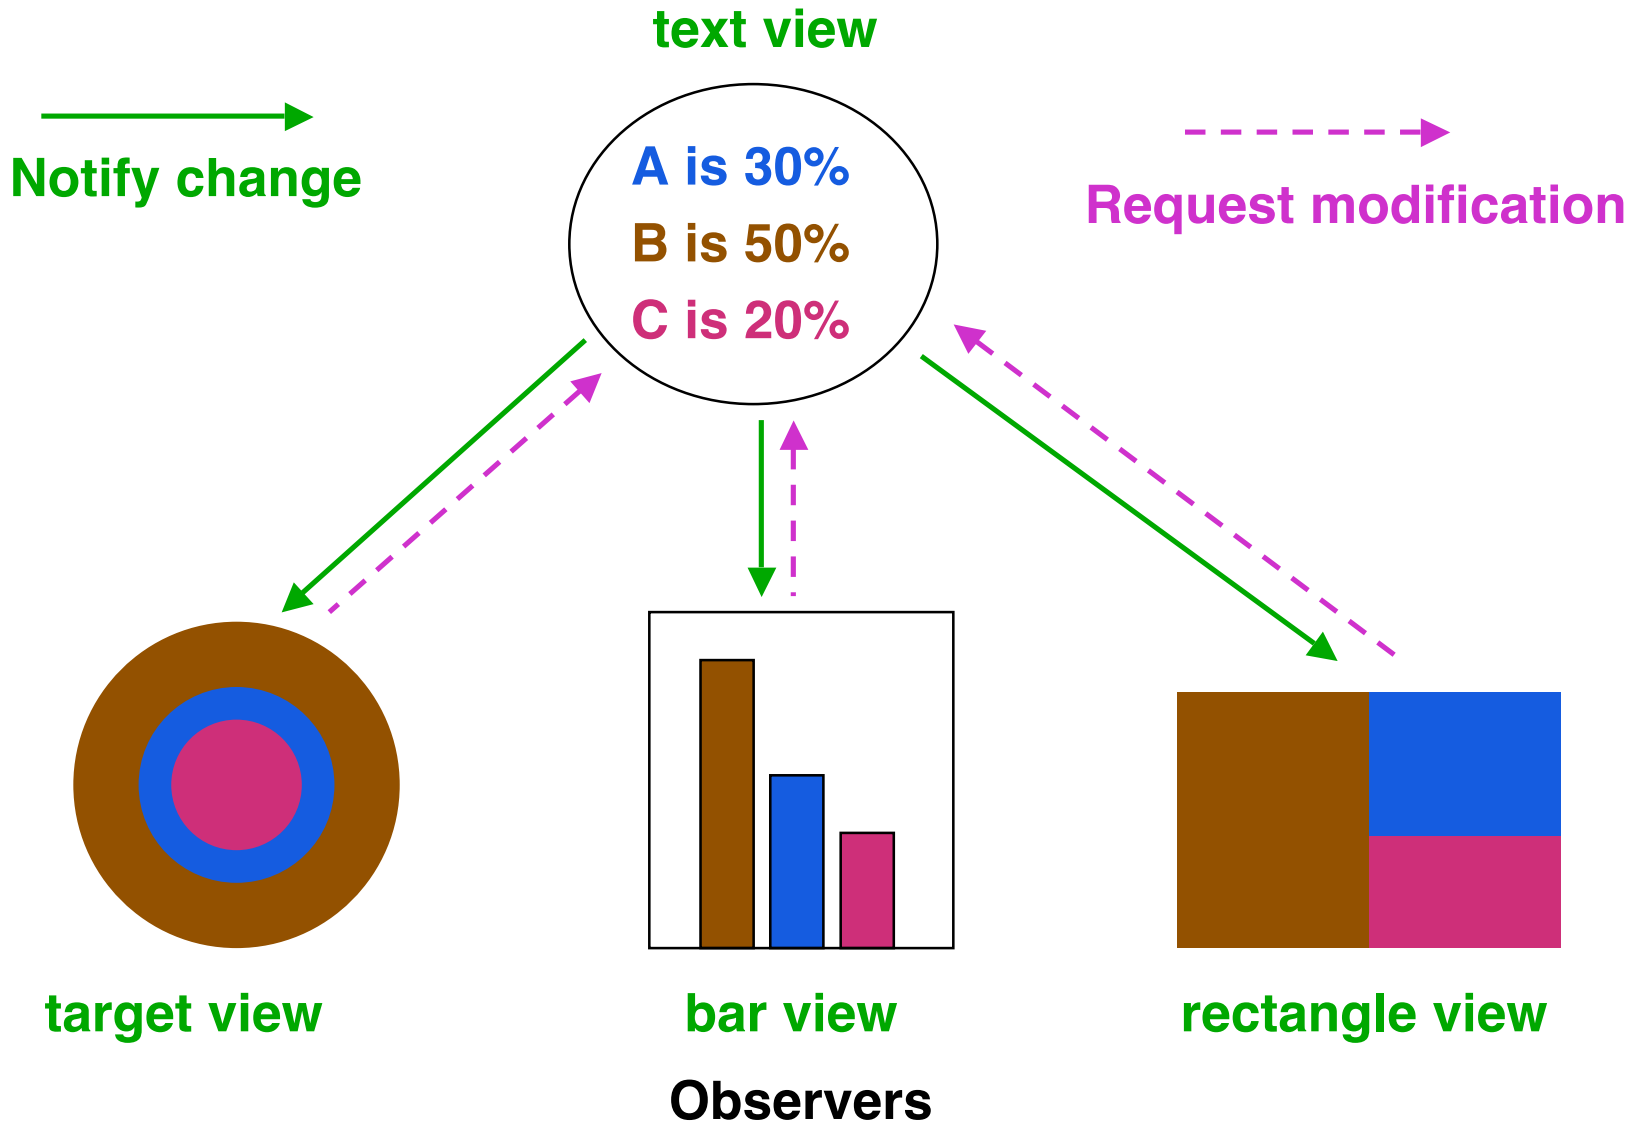 text view
Notify change
Request modification
A is 30%
B is 50%
C is 20%
target view
bar view
rectangle view
Observers